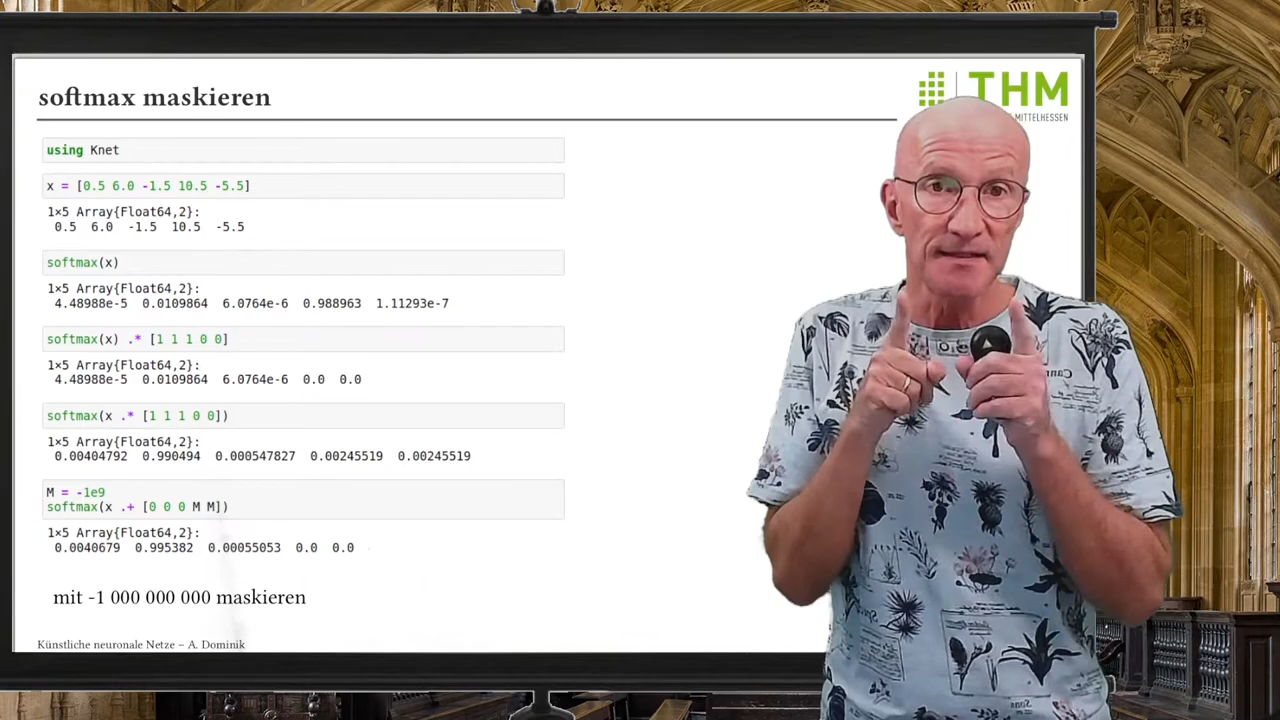 softmax maskieren
THM
MITTELHESSEN
using Knet
x = [0.5 6.0 -1.5 10.5 -5.5]
1×5 Array{Float64,2}:
0.5 6.0 -1.5 10.5 -5.5
softmax(x)
1×5 Array{Float64,2}:
4.48988e-5 0.0109864 6.0764e-6 0.988963 1.11293e-7
softmax(x) .* [1 1 1 0 0]
1×5 Array{Float64,2}:
4.48988e-5 0.0109864 6.0764e-6 0.0 0.0
softmax(x .* [1 1 1 0 0])
1×5 Array{Float64,2}:
0.00404792 0.990494 0.000547827 0.00245519 0.00245519
M = -1e9
softmax(x .+ [0 0 0 M M])
1×5 Array{Float64,2}:
0.0040679 0.995382 0.00055053 0.0 0.0
mit -1 000 000 000 maskieren
Künstliche neuronale Netze – A. Dominik